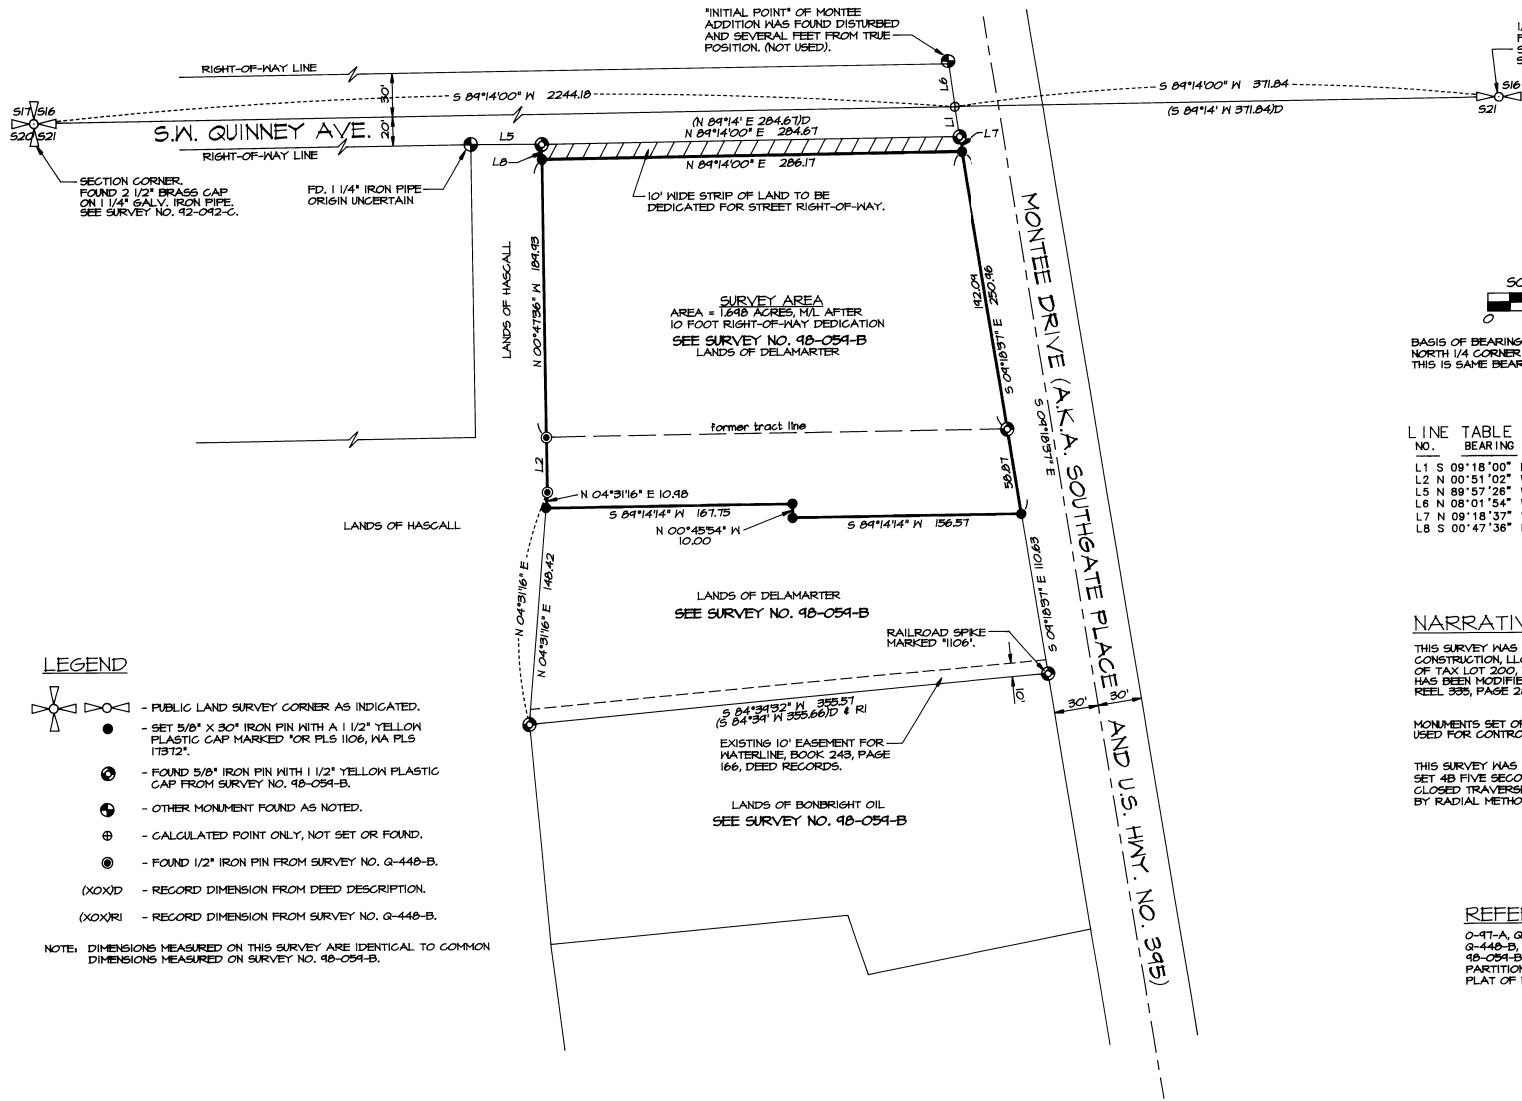 "INITIAL POINT" OF MONTEE
ADDITION WAS FOUND DISTURBED
AND SEVERAL FEET FROM TRUE
POSITION. (NOT USED).
RIGHT-OF-WAY LINE
30'
20'
S 89°14'00" W 2244.18
L6
S 89°14'00" W 371.84
(S 89°14' W 371.84)D
S16
S21
S17 S16
S20 S21
S.W. QUINNEY AVE.
RIGHT-OF-WAY LINE
L5
(N 89°14' E 284.67)D
N 89°14'00" E 284.67
L1
L7
L8
N 89°14'00" E 286.17
SECTION CORNER.
FOUND 2 1/2" BRASS CAP
ON 1 1/4" GALV. IRON PIPE.
SEE SURVEY NO. 92-092-C.
FD. 1 1/4" IRON PIPE
ORIGIN UNCERTAIN
10' WIDE STRIP OF LAND TO BE
DEDICATED FOR STREET RIGHT-OF-WAY.
LANDS OF HASCALL
N 00°47'36" W 189.93
SURVEY AREA
AREA = 1.698 ACRES, M/L AFTER
10 FOOT RIGHT-OF-WAY DEDICATION
SEE SURVEY NO. 98-059-B
LANDS OF DELAMARTER
192.09
S 09°18'57" E 250.96
MONTEE DRIVE (A.K.A. SOUTHGATE PLACE AND U.S. HWY. NO. 395)
S 09°18'57" E
0
BASIS OF BEARING
NORTH 1/4 CORNER
THIS IS SAME BEAR
former tract line
L2
58.87
N 04°31'16" E 10.98
S 89°14'14" W 167.75
N 00°45'54" W
10.00
S 89°14'14" W 156.57
LANDS OF HASCALL
LINE TABLE
NO. BEARING
L1 S 09°18'00"
L2 N 00°51'02"
L5 N 89°57'26"
L6 N 08°01'54"
L7 N 09°18'37"
L8 S 00°47'36"
N 04°31'16" E
N 04°31'16" E 148.42
S 09°18'57" E 110.63
LANDS OF DELAMARTER
SEE SURVEY NO. 98-059-B
RAILROAD SPIKE
MARKED "1106".
10'
30'
30'
S 84°39'32" W 355.57
(S 84°39' W 355.66)D & R1
EXISTING 10' EASEMENT FOR
WATERLINE, BOOK 243, PAGE
166, DEED RECORDS.
LANDS OF BONBRIGHT OIL
SEE SURVEY NO. 98-059-B
NARRATIV
THIS SURVEY WAS
CONSTRUCTION, LLC
OF TAX LOT 200,
HAS BEEN MODIFIE
REEL 335, PAGE 2
MONUMENTS SET OR
USED FOR CONTRO
THIS SURVEY WAS
SET 4B FIVE SECO
CLOSED TRAVERS
BY RADIAL METHO
REFE
O-97-A, Q
Q-448-B,
98-059-B
PARTITION
PLAT OF
LEGEND
- PUBLIC LAND SURVEY CORNER AS INDICATED.
- SET 5/8" X 30" IRON PIN WITH A 1 1/2" YELLOW
PLASTIC CAP MARKED "OR PLS 1106, WA PLS
17372".
- FOUND 5/8" IRON PIN WITH 1 1/2" YELLOW PLASTIC
CAP FROM SURVEY NO. 98-059-B.
- OTHER MONUMENT FOUND AS NOTED.
- CALCULATED POINT ONLY, NOT SET OR FOUND.
- FOUND 1/2" IRON PIN FROM SURVEY NO. Q-448-B.
(XOX)D - RECORD DIMENSION FROM DEED DESCRIPTION.
(XOX)R1 - RECORD DIMENSION FROM SURVEY NO. Q-448-B.
NOTE: DIMENSIONS MEASURED ON THIS SURVEY ARE IDENTICAL TO COMMON
DIMENSIONS MEASURED ON SURVEY NO. 98-059-B.